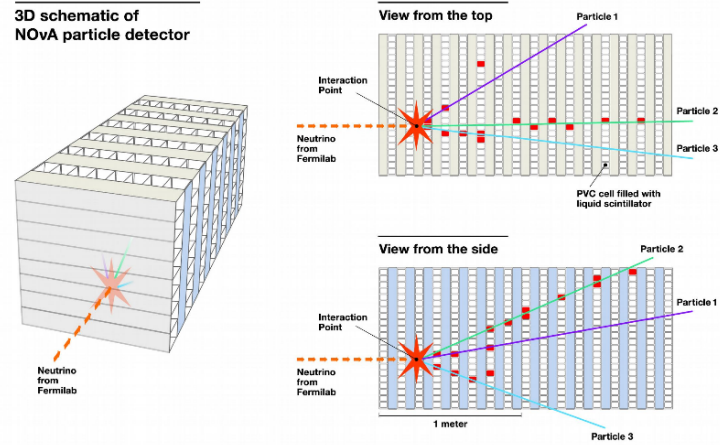 3D schematic of
NOvA particle detector
Neutrino
from
Fermilab
View from the top
Particle 1
Interaction
Point
Particle 2
Neutrino
from
Fermilab
Particle 3
PVC cell filled with
liquid scintillator
View from the side
Particle 2
Particle 1
Interaction
Point
Neutrino
from
Fermilab
1 meter
Particle 3